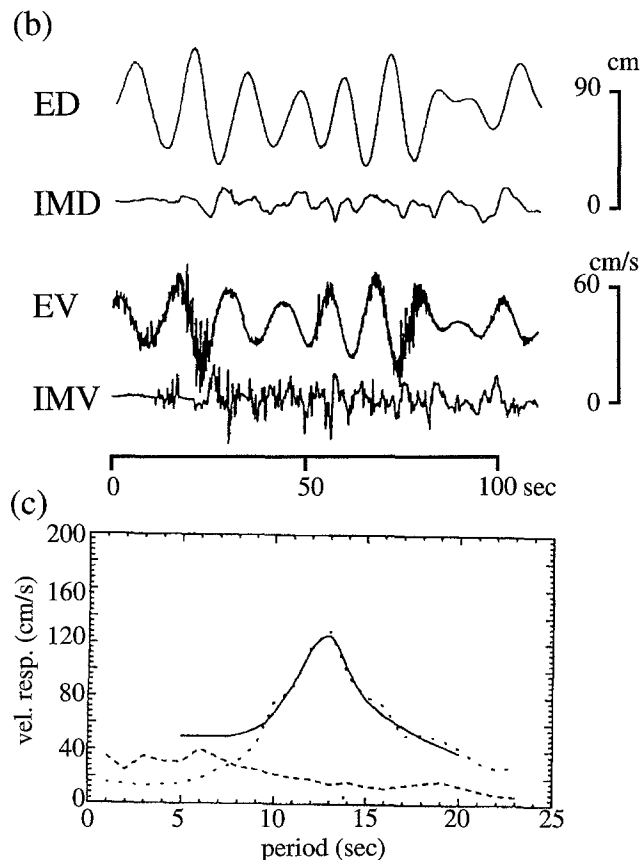 (b)
cm
ED
90
IMD
0
cm/s
EV
60
IMV
0
0 50 sec 100
(c)
200
160
120
80
40
0
vel. resp. (cm/s)
0 5 10 15 20 25
period (sec)